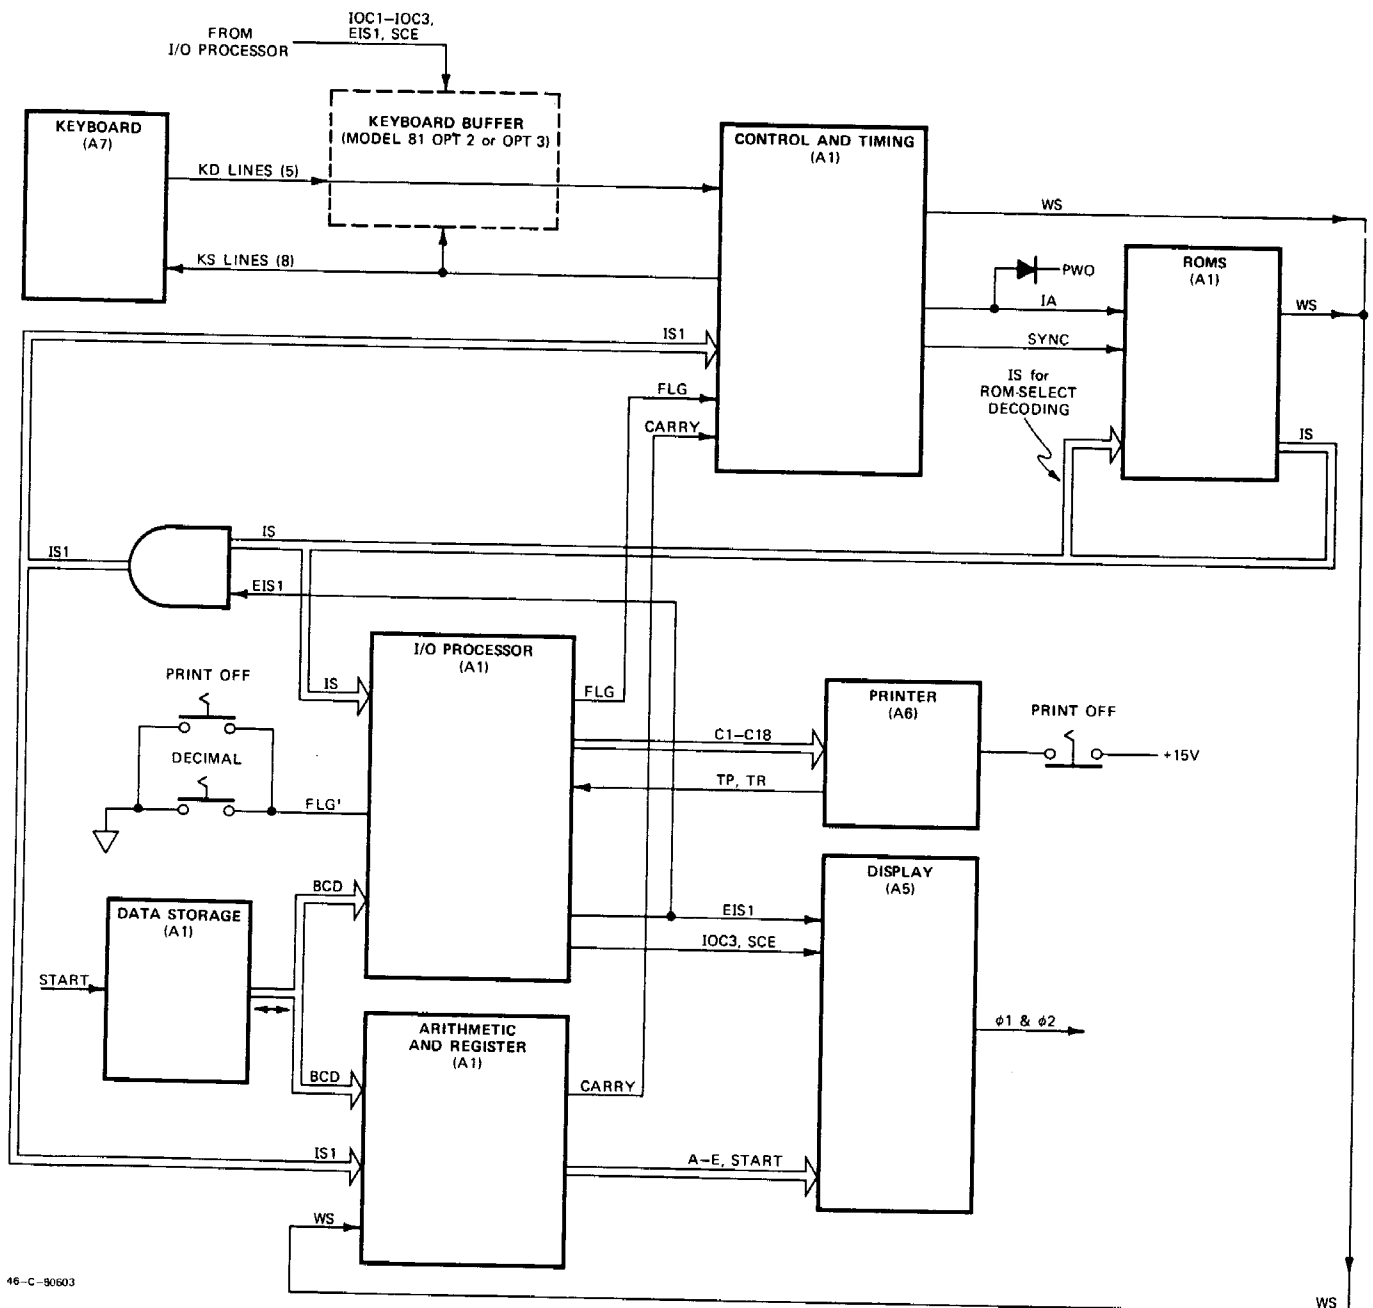 IOC1–IOC3,
EIS1, SCE
FROM
I/O PROCESSOR
KEYBOARD
(A7)
KEYBOARD BUFFER
(MODEL 81 OPT 2 or OPT 3)
CONTROL AND TIMING
(A1)
KD LINES (5)
KS LINES (8)
WS
PWO
IA
SYNC
ROMS
(A1)
WS
IS1
FLG
CARRY
IS for
ROM-SELECT
DECODING
IS
IS1
IS
EIS1
I/O PROCESSOR
(A1)
PRINT OFF
IS
FLG
DECIMAL
FLG'
C1–C18
TP, TR
PRINTER
(A6)
PRINT OFF
+15V
DISPLAY
(A5)
BCD
DATA STORAGE
(A1)
START
EIS1
IOC3, SCE
ϕ1 & ϕ2
ARITHMETIC
AND REGISTER
(A1)
BCD
CARRY
IS1
A–E, START
WS
46–C–90603
WS